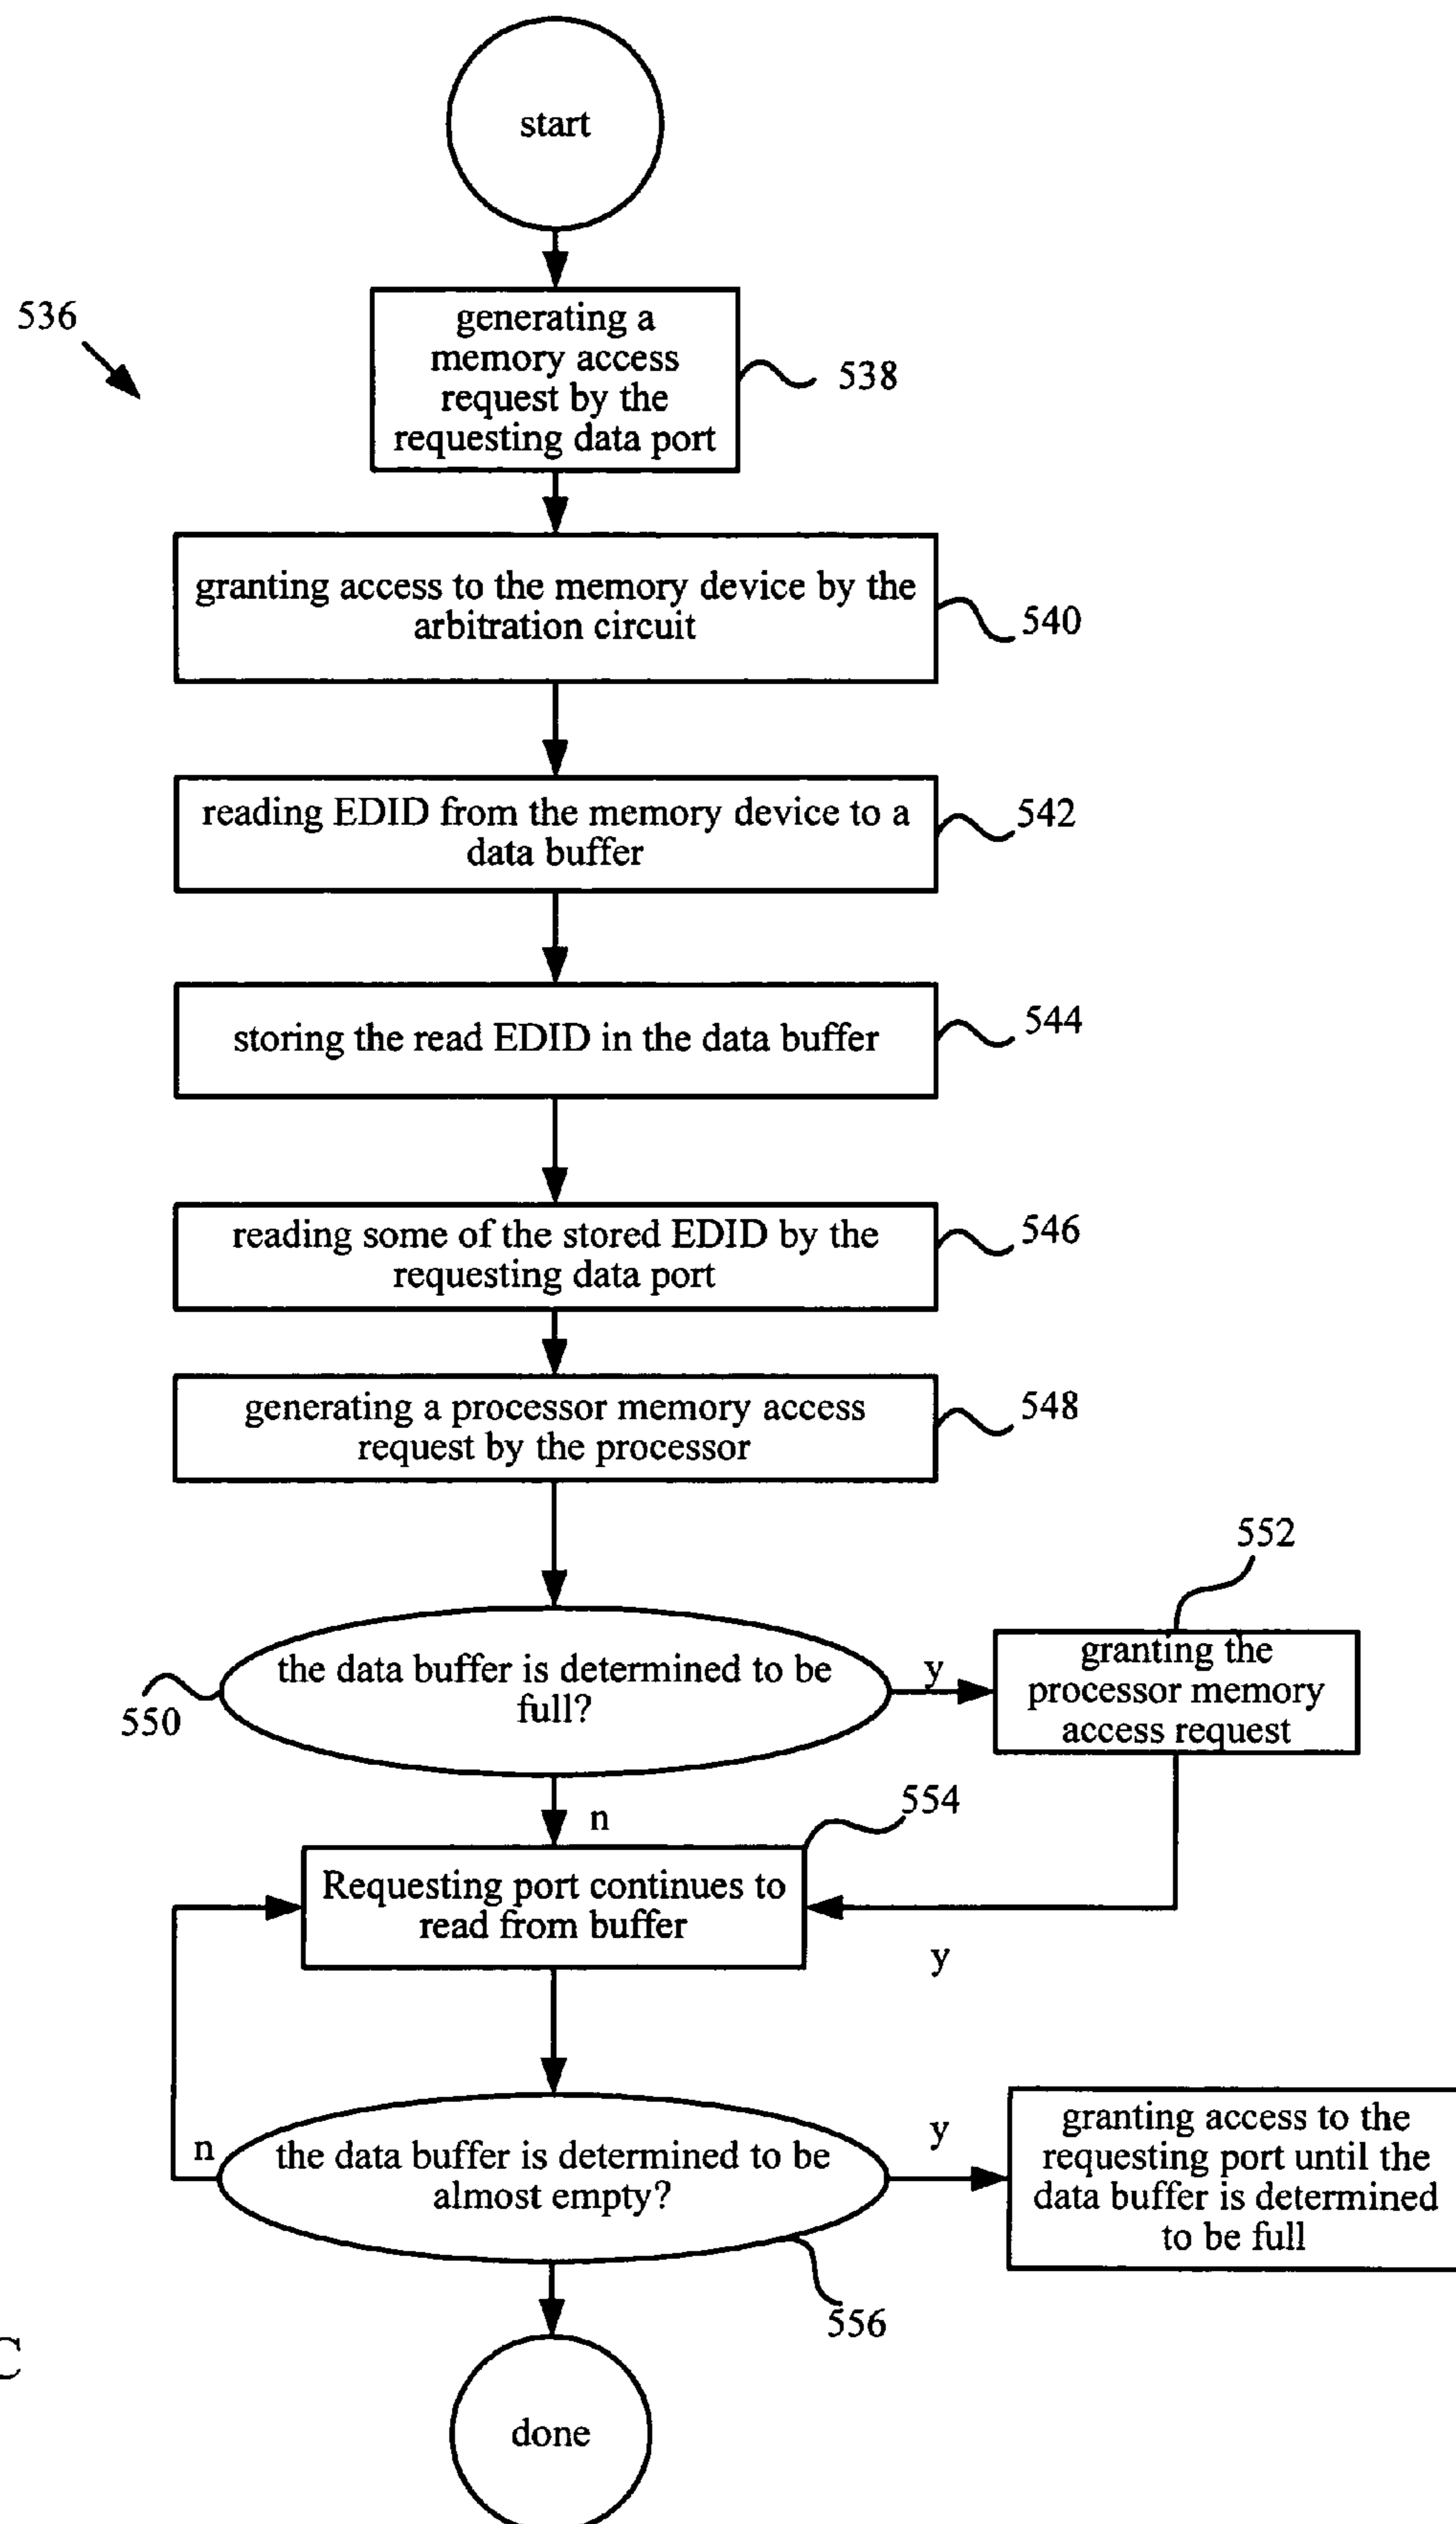 start
536
generating a
memory access
request by the
requesting data port
538
granting access to the memory device by the
arbitration circuit
540
reading EDID from the memory device to a
data buffer
542
storing the read EDID in the data buffer
544
reading some of the stored EDID by the
requesting data port
546
generating a processor memory access
request by the processor
548
552
the data buffer is determined to be
full?
y
granting the
processor memory
access request
550
n
554
Requesting port continues to
read from buffer
y
n
the data buffer is determined to be
almost empty?
y
granting access to the
requesting port until the
data buffer is determined
to be full
556
C
done